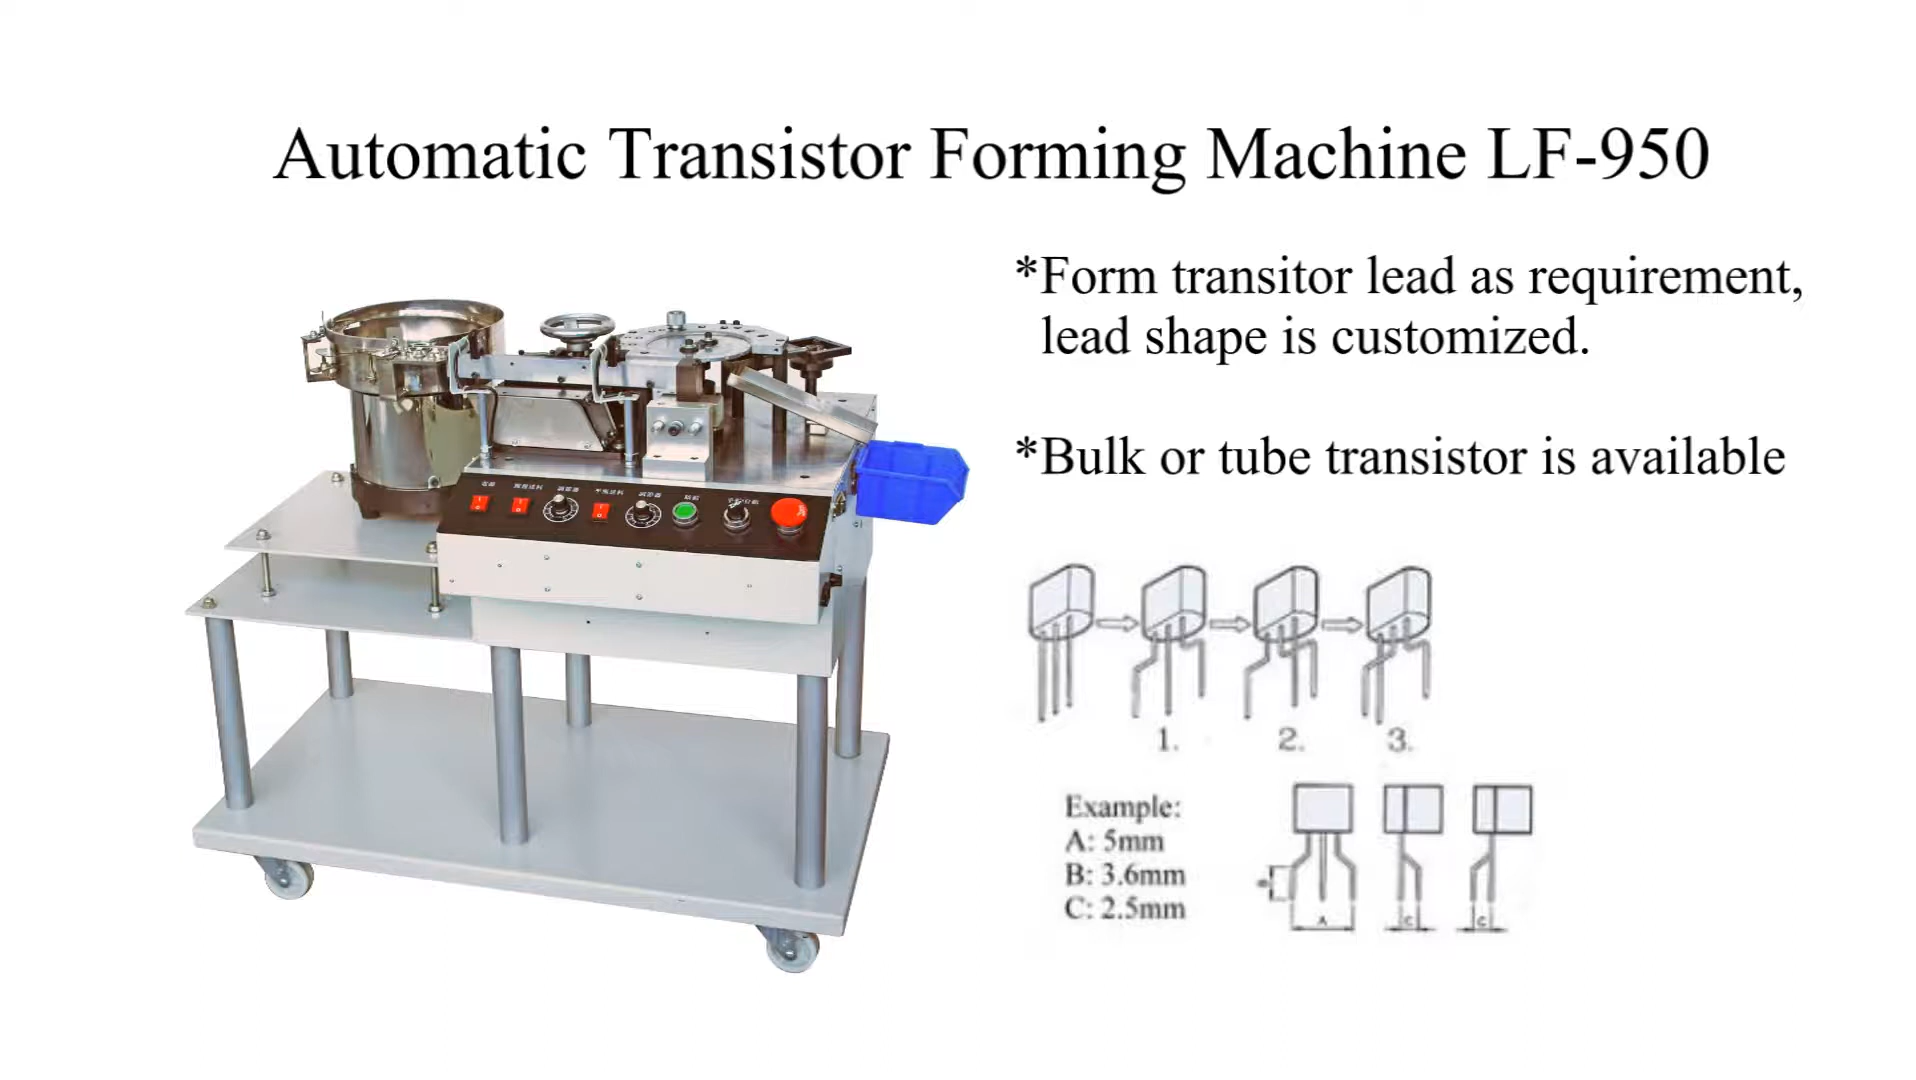 Automatic Transistor Forming Machine LF-950
*Form transitor lead as requirement,
lead shape is customized.
*Bulk or tube transistor is available
1.
2.
3.
Example:
A: 5mm
B: 3.6mm
C: 2.5mm
A
C
C